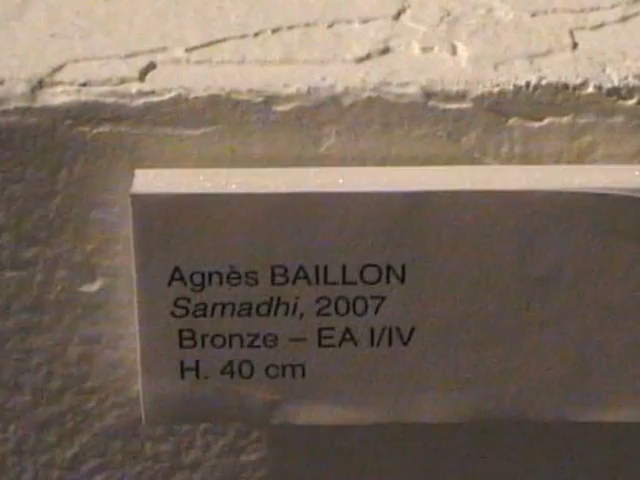 Agnès BAILLON
Samadhi, 2007
Bronze – EA I/IV
H. 40 cm